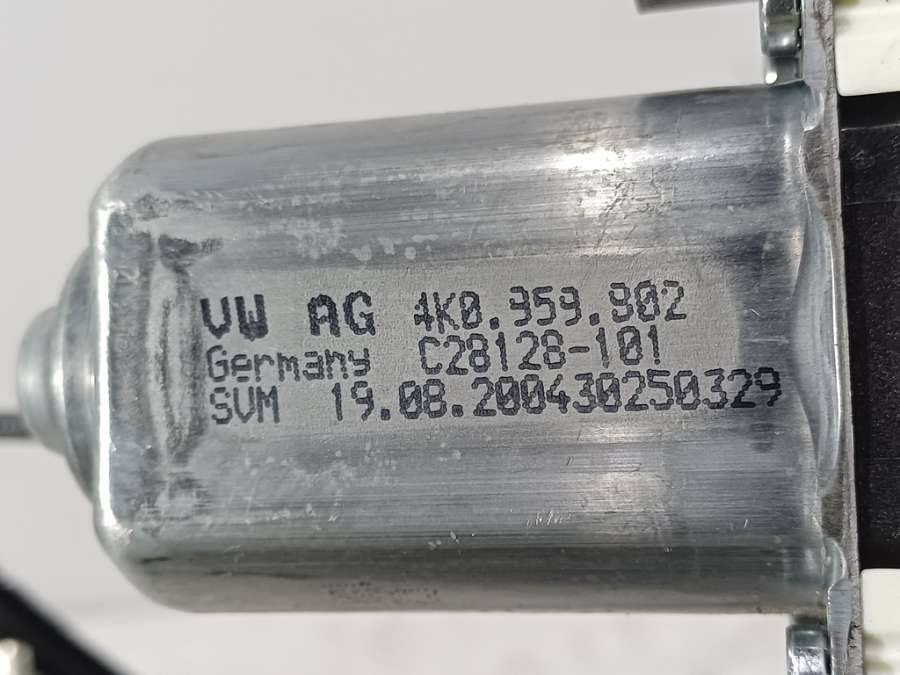 VW AG 4K0.959.802
Germany C28128-101
SVM 19.08.200430250329